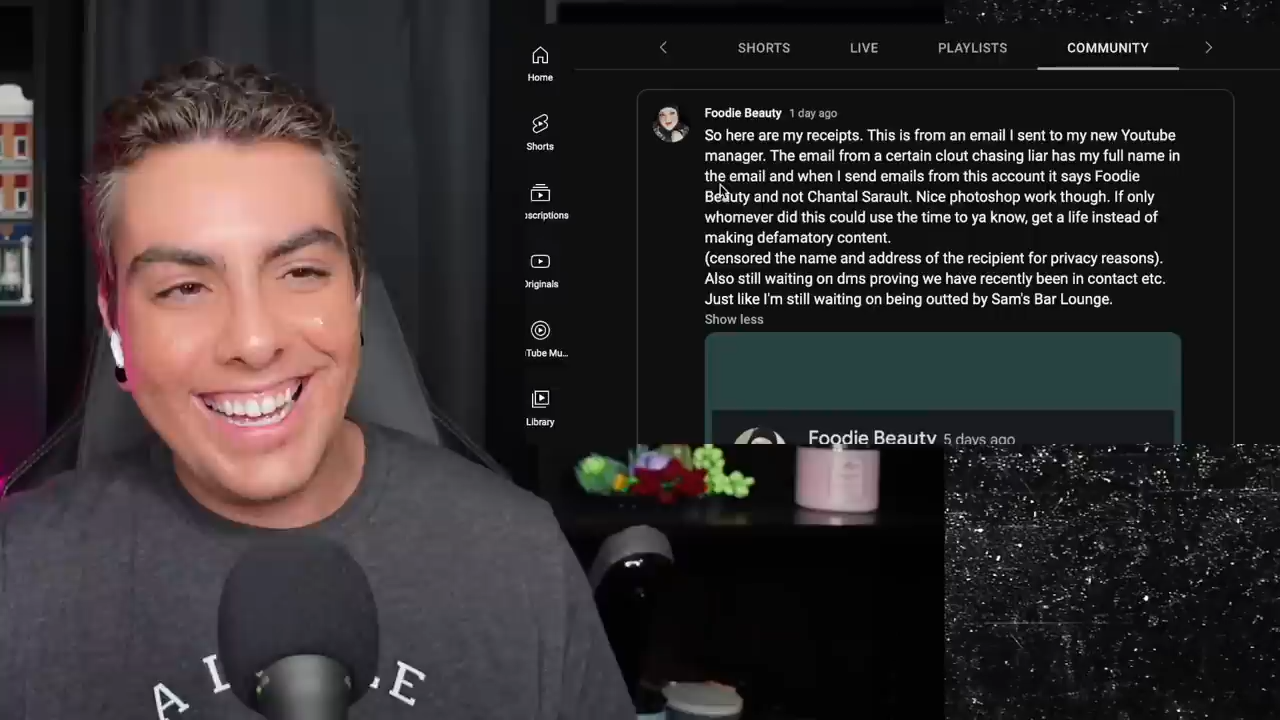 SHORTS
LIVE
PLAYLISTS
COMMUNITY
Home
Shorts
bscriptions
Originals
Tube Mu...
Library
Foodie Beauty 1 day ago
So here are my receipts. This is from an email I sent to my new Youtube
manager. The email from a certain clout chasing liar has my full name in
the email and when I send emails from this account it says Foodie
Beauty and not Chantal Sarault. Nice photoshop work though. If only
whomever did this could use the time to ya know, get a life instead of
making defamatory content.
(censored the name and address of the recipient for privacy reasons).
Also still waiting on dms proving we have recently been in contact etc.
Just like I'm still waiting on being outted by Sam's Bar Lounge.
Show less
Foodie Beauty 5 days ago